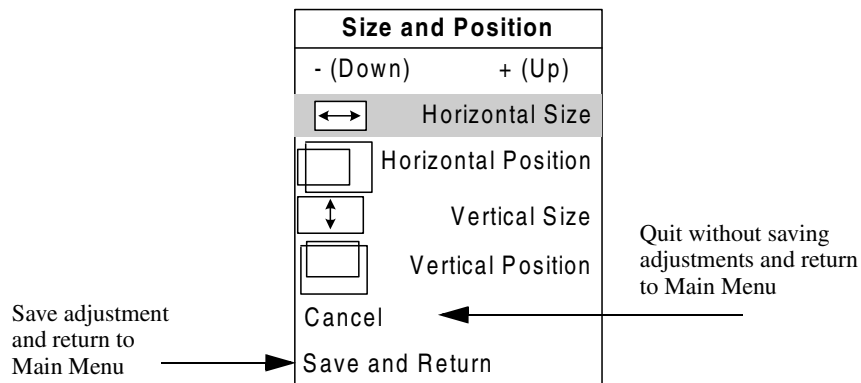 Size and Position
- (Down) + (Up)
Horizontal Size
Horizontal Position
Vertical Size
Vertical Position
Cancel
Save and Return
Quit without saving
adjustments and return
to Main Menu
Save adjustment
and return to
Main Menu